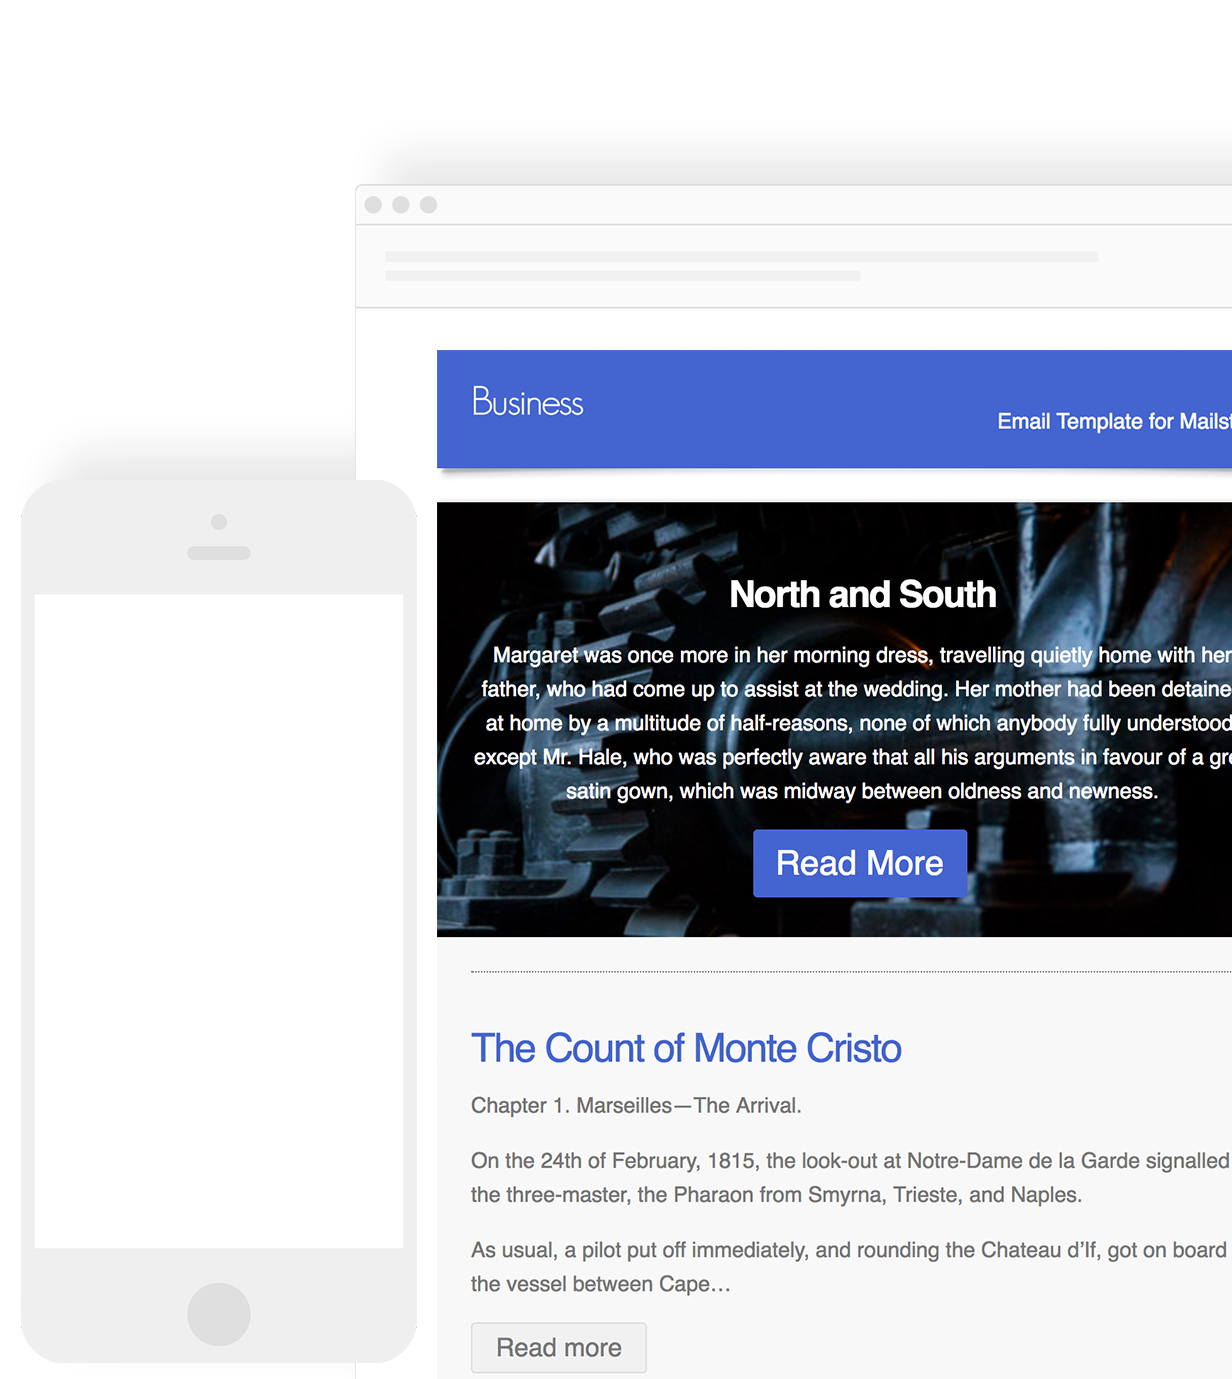 Business
Email Template for
North and South
Margaret was once more in her morning dress, travelling quietly home with her
father, who had come up to assist at the wedding. Her mother had been
at home by a multitude of half-reasons, none of which anybody fully understood
except Mr. Hale, who was perfectly aware that all his arguments in favour of a
satin gown, which was midway between oldness and newness.
Read More
The Count of Monte Cristo
Chapter 1. Marseilles—The Arrival.
On the 24th of February, 1815, the look-out at Notre-Dame de la Garde signalled
the three-master, the Pharaon from Smyrna, Trieste, and Naples.
As usual, a pilot put off immediately, and rounding the Chateau d’If, got on board
the vessel between Cape…
Read more